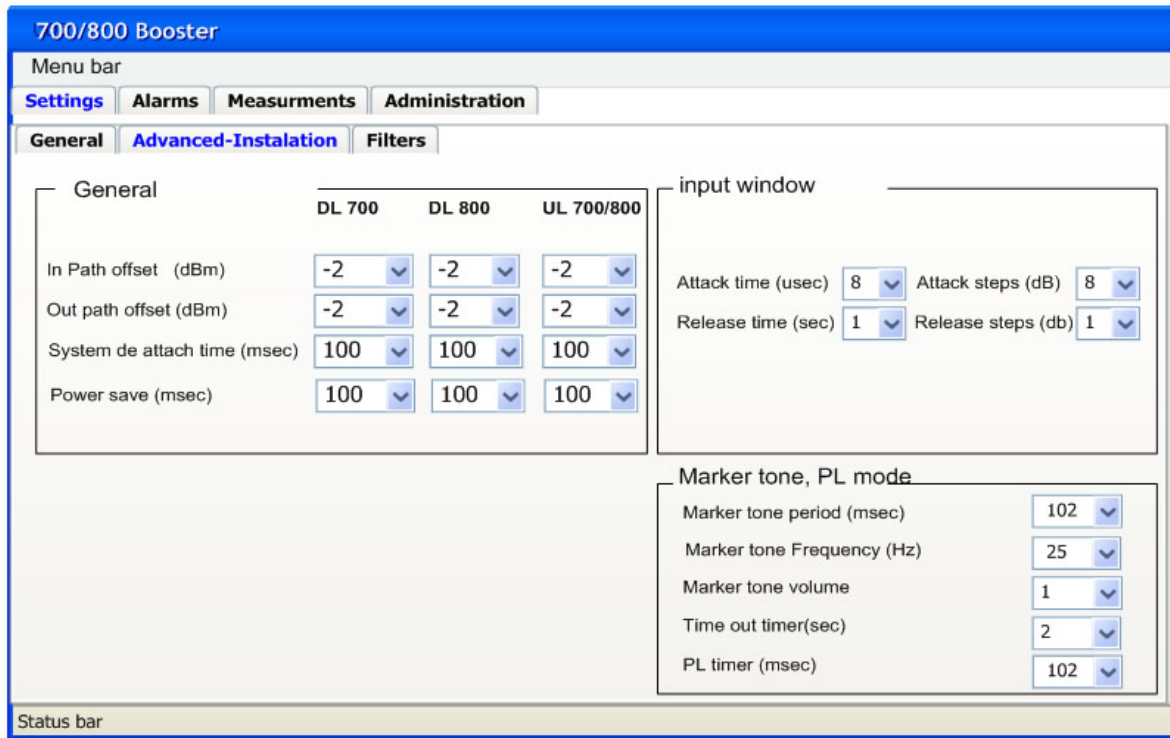 700/800 Booster
Menu bar
Settings Alarms Measurments Administration
General Advanced-Instalation Filters
General
DL 700 DL 800 UL 700/800
In Path offset (dBm) -2 -2 -2
Out path offset (dBm) -2 -2 -2
System de attach time (msec) 100 100 100
Power save (msec) 100 100 100
input window
Attack time (usec) 8 Attack steps (dB) 8
Release time (sec) 1 Release steps (db) 1
Marker tone, PL mode
Marker tone period (msec) 102
Marker tone Frequency (Hz) 25
Marker tone volume 1
Time out timer(sec) 2
PL timer (msec) 102
Status bar